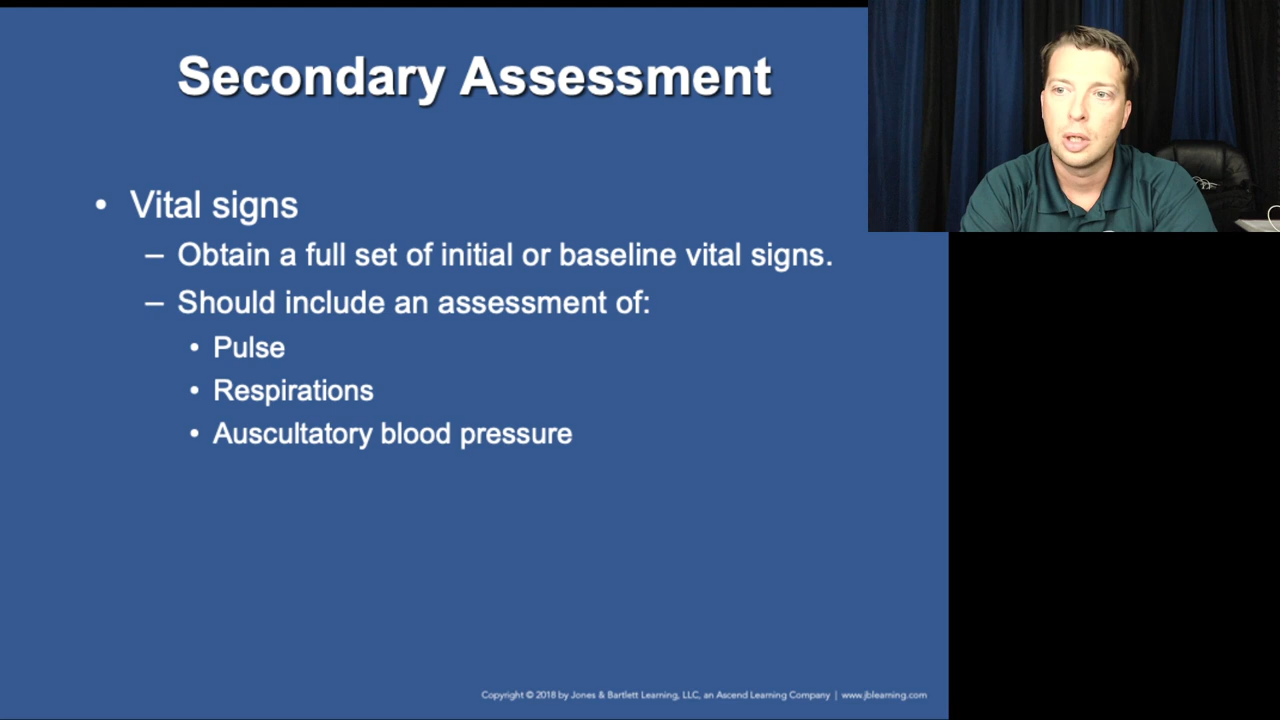 Secondary Assessment
• Vital signs
– Obtain a full set of initial or baseline vital signs.
– Should include an assessment of:
• Pulse
• Respirations
• Auscultatory blood pressure
Copyright © 2018 by Jones & Bartlett Learning, LLC, an Ascend Learning Company | www.jblearning.com